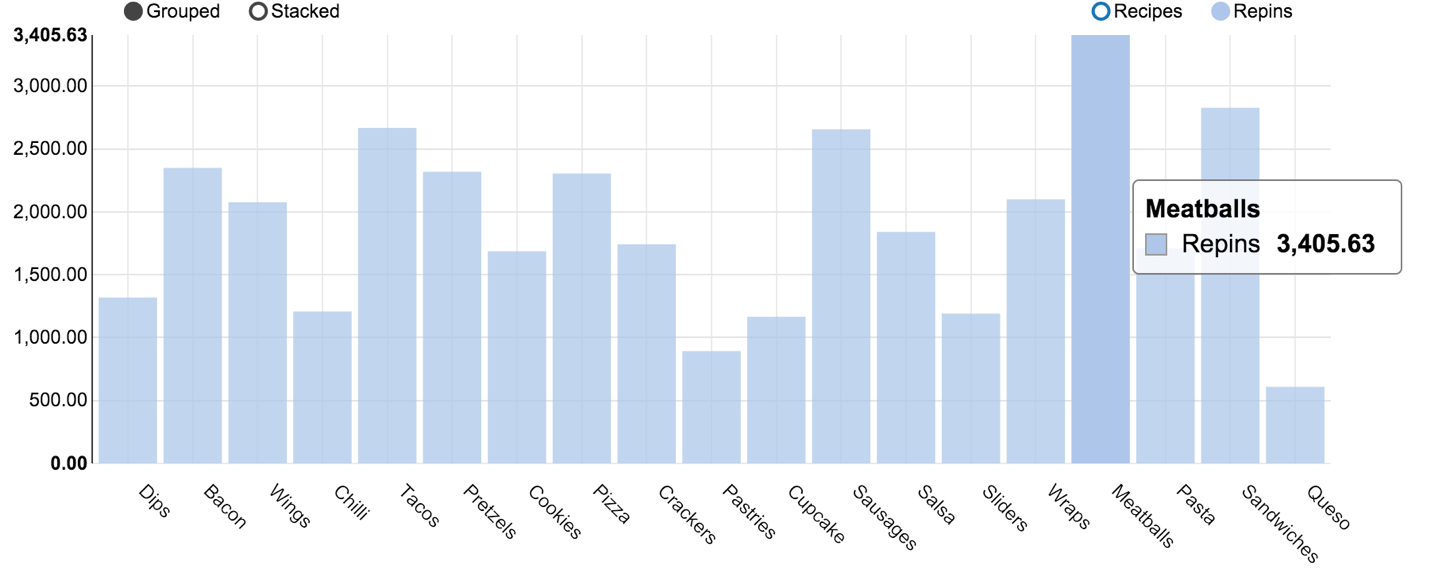 Grouped Stacked Recipes Repins
3,405.63
3,000.00
2,500.00
2,000.00
1,500.00
1,000.00
500.00
0.00
Meatballs
Repins 3,405.63
Dips Bacon Wings Chilli Tacos Pretzels Cookies Pizza Crackers Pastries Cupcake Sausages Salsa Sliders Wraps Meatballs Pasta Sandwiches Queso